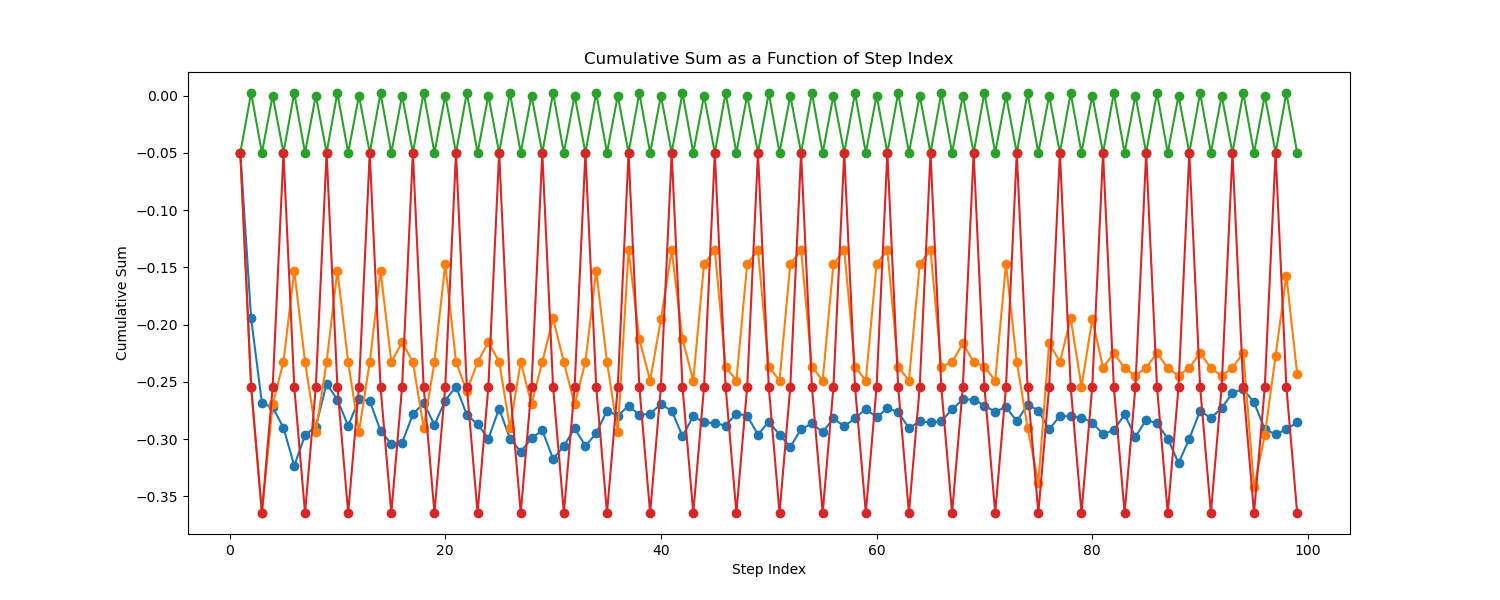 Cumulative Sum as a Function of Step Index
0.00
−0.05
−0.10
−0.15
−0.20
−0.25
−0.30
−0.35
Cumulative Sum
0 20 40 60 80 100
Step Index